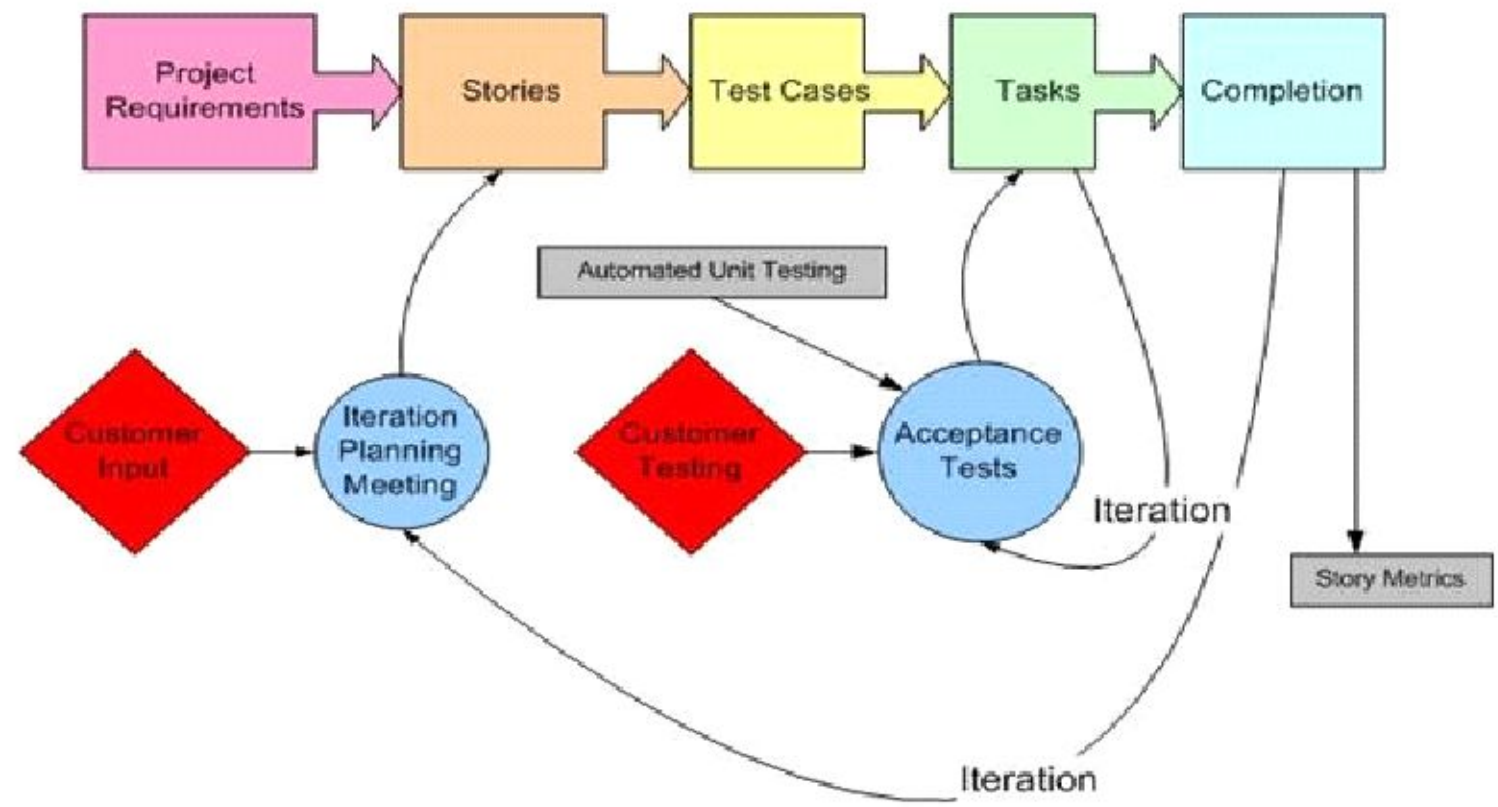 Project
Requirements
Stories
Test Cases
Tasks
Completion
Automated Unit Testing
Customer
Input
Iteration
Planning
Meeting
Customer
Testing
Acceptance
Tests
Iteration
Story Metrics
Iteration